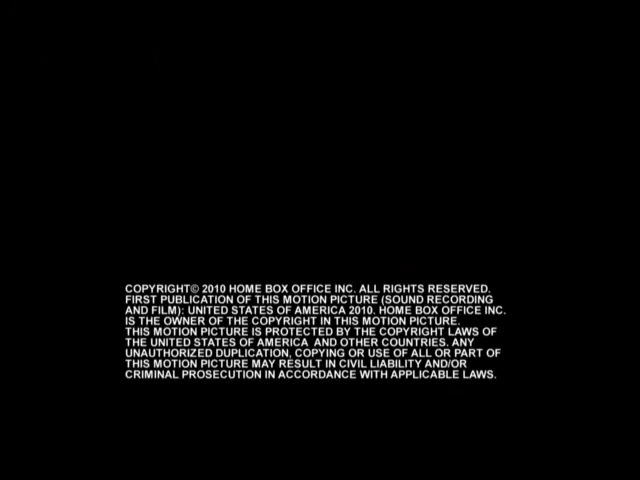 COPYRIGHT© 2010 HOME BOX OFFICE INC. ALL RIGHTS RESERVED.
FIRST PUBLICATION OF THIS MOTION PICTURE (SOUND RECORDING
AND FILM): UNITED STATES OF AMERICA 2010. HOME BOX OFFICE INC.
IS THE OWNER OF THE COPYRIGHT IN THIS MOTION PICTURE.
THIS MOTION PICTURE IS PROTECTED BY THE COPYRIGHT LAWS OF
THE UNITED STATES OF AMERICA  AND OTHER COUNTRIES. ANY
UNAUTHORIZED DUPLICATION, COPYING OR USE OF ALL OR PART OF
THIS MOTION PICTURE MAY RESULT IN CIVIL LIABILITY AND/OR
CRIMINAL PROSECUTION IN ACCORDANCE WITH APPLICABLE LAWS.